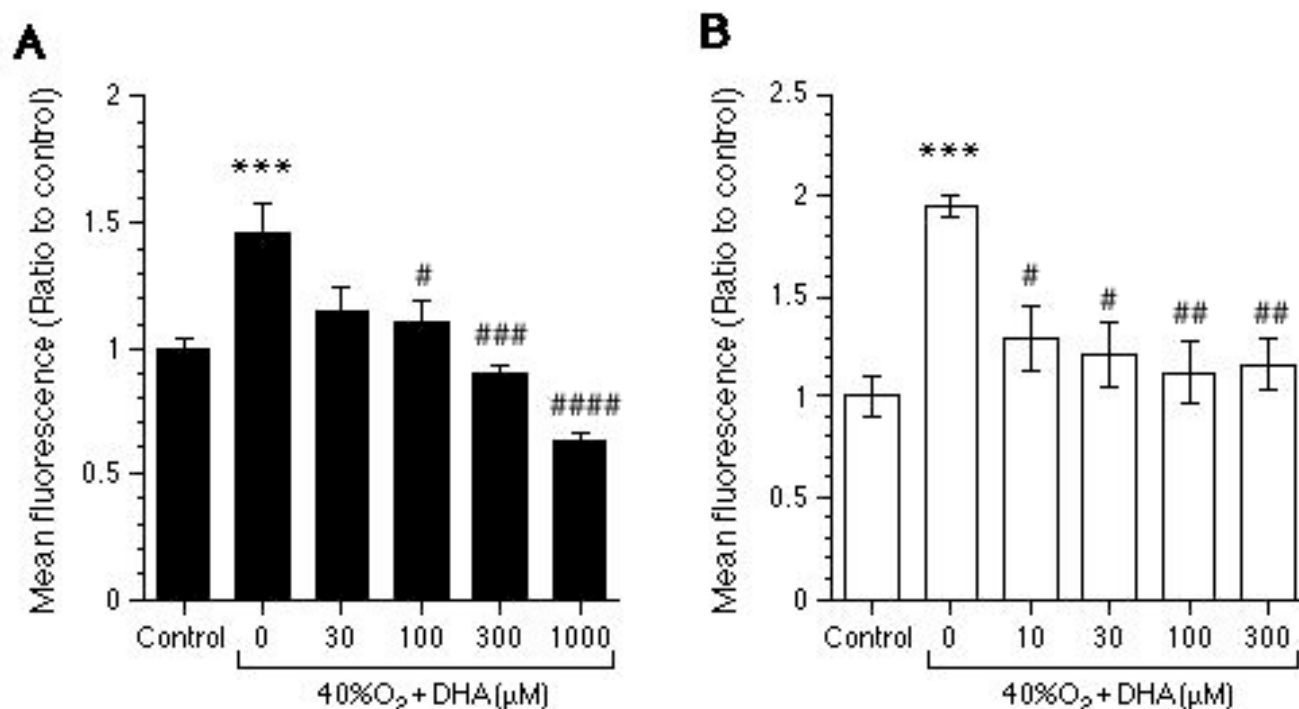 A
Mean fluorescence (Ratio to control)
2
1.5
1
0.5
0
***
#
###
####
Control 0 30 100 300 1000
40%O₂ + DHA (μM)
B
Mean fluorescence (Ratio to control)
2.5
2
1.5
1
0.5
0
***
#
#
##
##
Control 0 10 30 100 300
40%O₂ + DHA (μM)